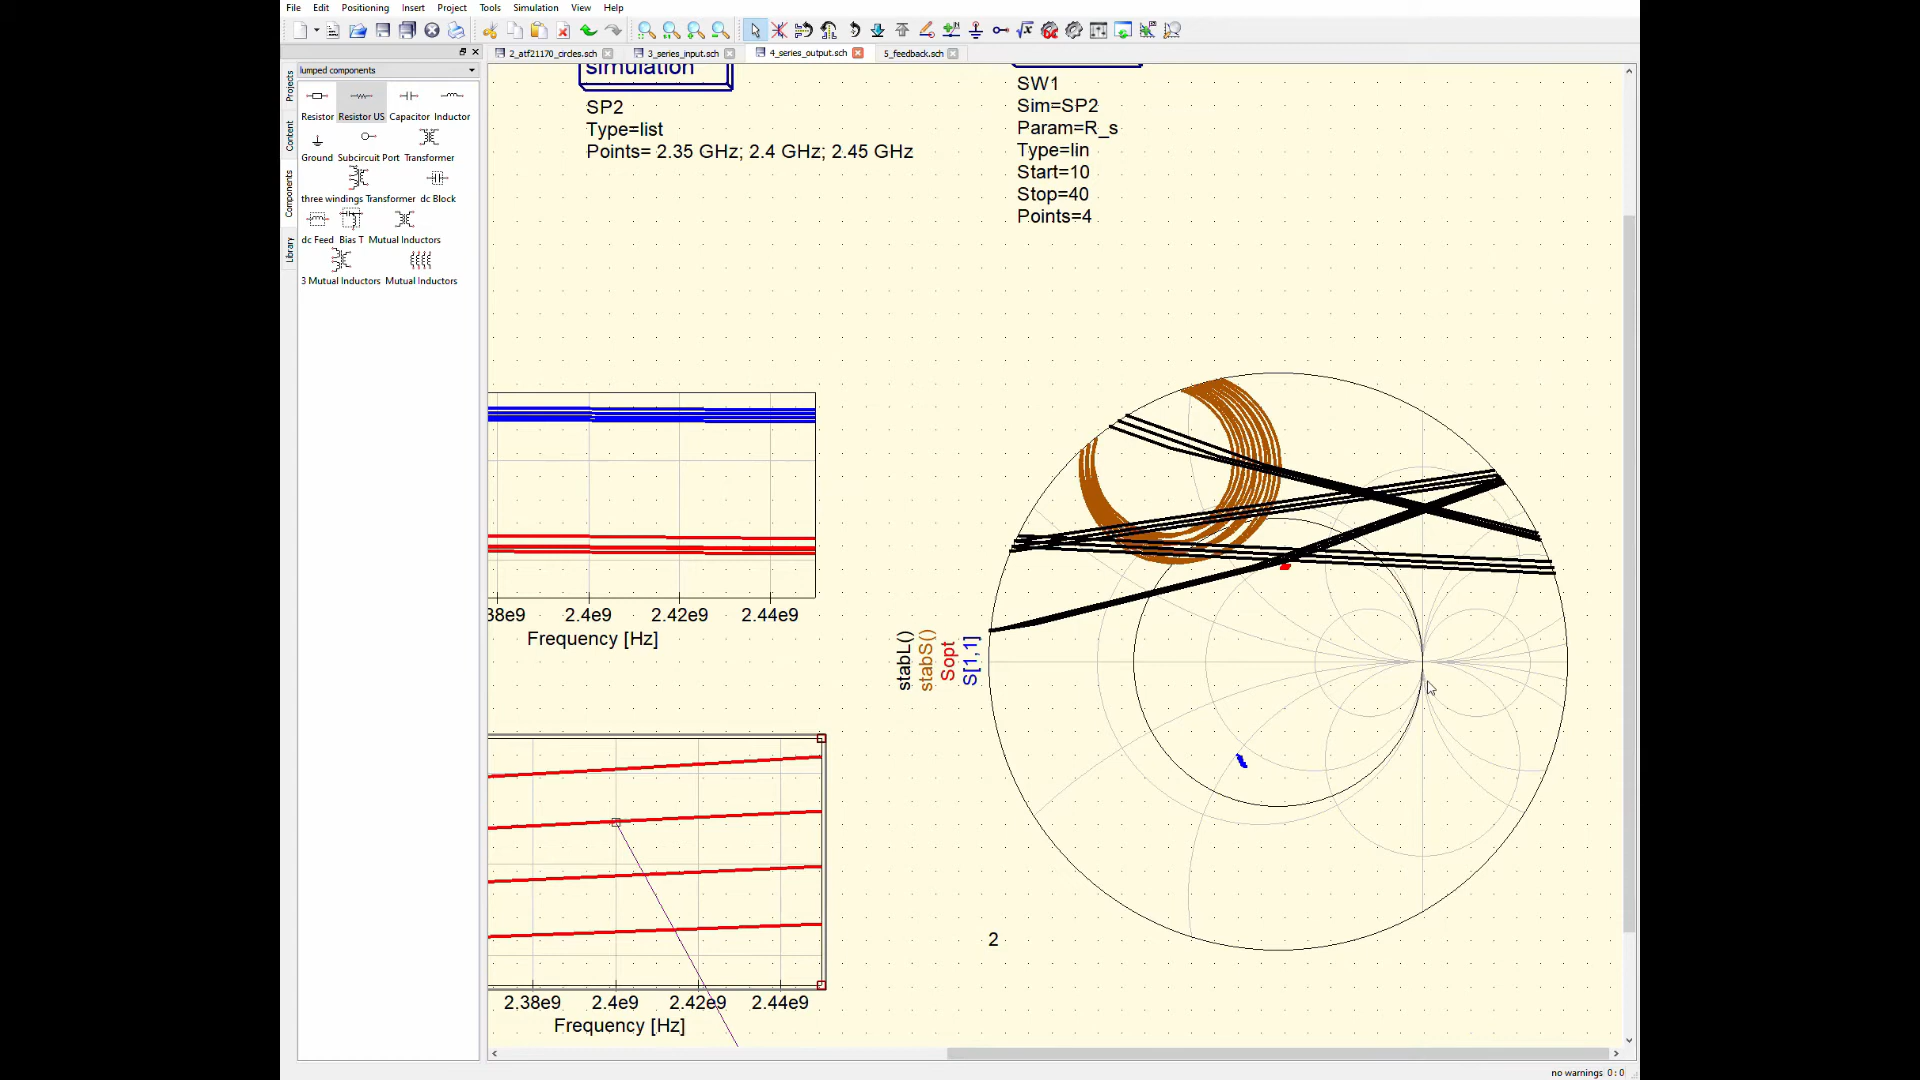 File Edit Positioning Insert Project Tools Simulation View Help
2_atf21170_circles.sch 3_series_input.sch 4_series_output.sch 5_feedback.sch
lumped components
Projects
Content
Components
Library
Resistor Resistor US Capacitor Inductor
Ground Subcircuit Port Transformer
three windings Transformer dc Block
dc Feed Bias T Mutual Inductors
3 Mutual Inductors Mutual Inductors
simulation
SP2
Type=list
Points= 2.35 GHz; 2.4 GHz; 2.45 GHz
SW1
Sim=SP2
Param=R_s
Type=lin
Start=10
Stop=40
Points=4
38e9 2.4e9 2.42e9 2.44e9
Frequency [Hz]
stabL()
stabS()
Sopt
S[1,1]
2
2.38e9 2.4e9 2.42e9 2.44e9
Frequency [Hz]
no warnings 0 : 0